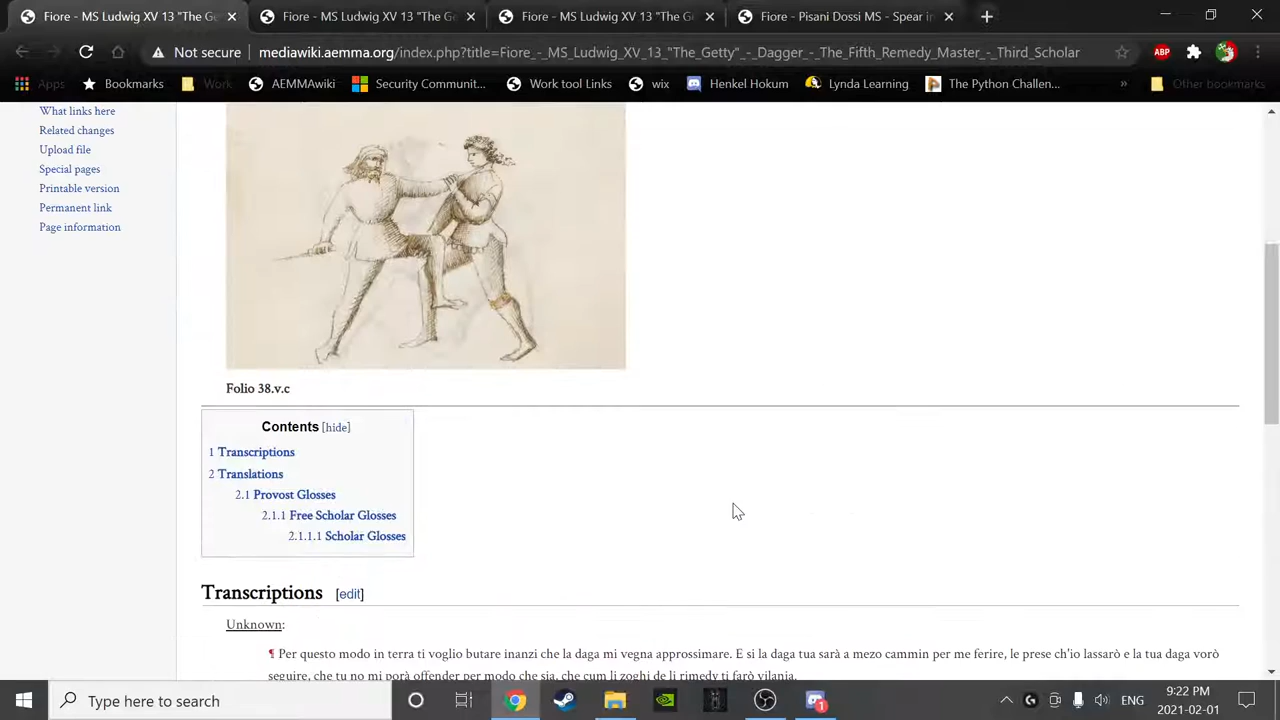 Fiore - MS Ludwig XV 13 "The Ge
Fiore - MS Ludwig XV 13 "The G
Fiore - MS Ludwig XV 13 "The G
Fiore - Pisani Dossi MS - Spear in
Not secure
mediawiki.aemma.org/index.php?title=Fiore_-_MS_Ludwig_XV_13_"The_Getty"_-_Dagger_-_The_Fifth_Remedy_Master_-_Third_Scholar
ABP
Apps
Bookmarks
Work
AEMMAwiki
Security Communit...
Work tool Links
wix
Henkel Hokum
Lynda Learning
The Python Challen...
»
Other bookmarks
What links here
Related changes
Upload file
Special pages
Printable version
Permanent link
Page information
Folio 38.v.c
Contents [hide]
1 Transcriptions
2 Translations
2.1 Provost Glosses
2.1.1 Free Scholar Glosses
2.1.1.1 Scholar Glosses
Transcriptions [edit]
Unknown:
¶ Per questo modo in terra ti voglio butare inanzi che la daga mi vegna approssimare. E si la daga tua sarà a mezo cammin per me ferire, le prese ch'io lassarò e la tua daga vorò
seguire, che tu no mi porà offender per modo che sia, che cum li zoghi de li rimedy ti farò vilania.
Type here to search
1
ENG
9:22 PM
2021-02-01